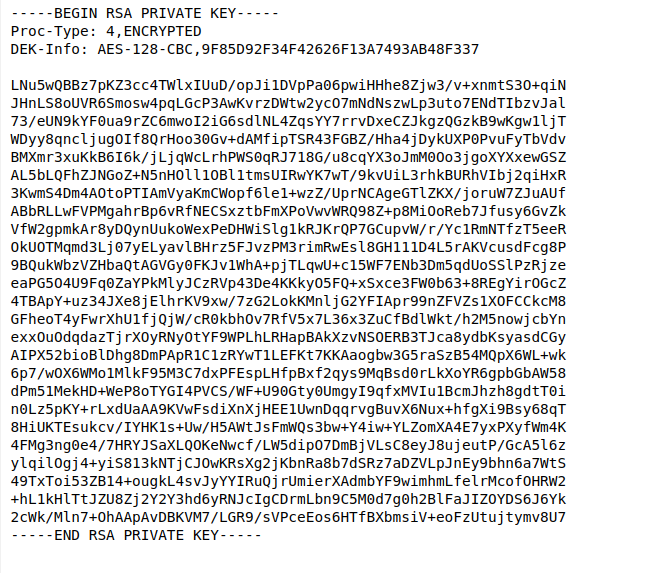 -----BEGIN RSA PRIVATE KEY-----
Proc-Type: 4,ENCRYPTED
DEK-Info: AES-128-CBC,9F85D92F34F42626F13A7493AB48F337

LNu5wQBBz7pKZ3cc4TWlxIUuD/opJi1DVpPa06pwiHHhe8Zjw3/v+xnmtS3O+qiN
JHnLS8oUVR6Smosw4pqLGcP3AwKvrzDWtw2ycO7mNdNszwLp3uto7ENdTIbzvJal
73/eUN9kYF0ua9rZC6mwoI2iG6sdlNL4ZqsYY7rrvDxeCZJkgzQGzkB9wKgw1ljT
WDyy8qncljugOIf8QrHoo30Gv+dAMfipTSR43FGBZ/Hha4jDykUXP0PvuFyTbVdv
BMXmr3xuKkB6I6k/jLjqWcLrhPWS0qRJ718G/u8cqYX3oJmM0Oo3jgoXYXxewGSZ
AL5bLQFhZJNGoZ+N5nHOll1OBl1tmsUIRwYK7wT/9kvUiL3rhkBURhVIbj2qiHxR
3KwmS4Dm4AOtoPTIAmVyaKmCWopf6le1+wzZ/UprNCAgeGTlZKX/joruW7ZJuAUf
ABbRLLwFVPMgahrBp6vRfNECSxztbFmXPoVwvWRQ98Z+p8MiOoReb7Jfusy6GvZk
VfW2gpmkAr8yDQynUukoWexPeDHWiSlg1kRJKrQP7GCupvW/r/Yc1RmNTfzT5eeR
OkUOTMqmd3Lj07yELyavlBHrz5FJvzPM3rimRwEsl8GH111D4L5rAKVcusdFcg8P
9BQukWbzVZHbaQtAGVGy0FKJv1WhA+pjTLqwU+c15WF7ENb3Dm5qdUoSSlPzRjze
eaPG5O4U9Fq0ZaYPkMlyJCzRVp43De4KKkyO5FQ+xSxce3FW0b63+8REgYirOGcZ
4TBApY+uz34JXe8jElhrKV9xw/7zG2LokKMnljG2YFIApr99nZFVZs1XOFCCkcM8
GFheoT4yFwrXhU1fjQjW/cR0kbhOv7RfV5x7L36x3ZuCfBdlWkt/h2M5nowjcbYn
exxOuOdqdazTjrXOyRNyOtYF9WPLhLRHapBAkXzvNSOERB3TJca8ydbKsyasdCGy
AIPX52bioBlDhg8DmPApR1C1zRYwT1LEFKt7KKAaogbw3G5raSzB54MQpX6WL+wk
6p7/wOX6WMo1MlkF95M3C7dxPFEspLHfpBxf2qys9MqBsd0rLkXoYR6gpbGbAW58
dPm51MekHD+WeP8oTYGI4PVCS/WF+U90Gty0UmgyI9qfxMVIu1BcmJhzh8gdtT0i
n0Lz5pKY+rLxdUaAA9KVwFsdiXnXjHEE1UwnDqqrvgBuvX6Nux+hfgXi9Bsy68qT
8HiUKTEsukcv/IYHK1s+Uw/H5AWtJsFmWQs3bw+Y4iw+YLZomXA4E7yxPXyfWm4K
4FMg3ng0e4/7HRYJSaXLQOKeNwcf/LW5dipO7DmBjVLsC8eyJ8ujeutP/GcA5l6z
ylqilOgj4+yiS813kNTjCJOwKRsXg2jKbnRa8b7dSRz7aDZVLpJnEy9bhn6a7WtS
49TxToi53ZB14+ougkL4svJyYYIRuQjrUmierXAdmbYF9wimhmLfelrMcofOHRW2
+hL1kHlTtJZU8Zj2Y2Y3hd6yRNJcIgCDrmLbn9C5M0d7g0h2BlFaJIZOYDS6J6Yk
2cWk/Mln7+OhAApAvDBKVM7/LGR9/sVPceEos6HTfBXbmsiV+eoFzUtujtymv8U7
-----END RSA PRIVATE KEY-----